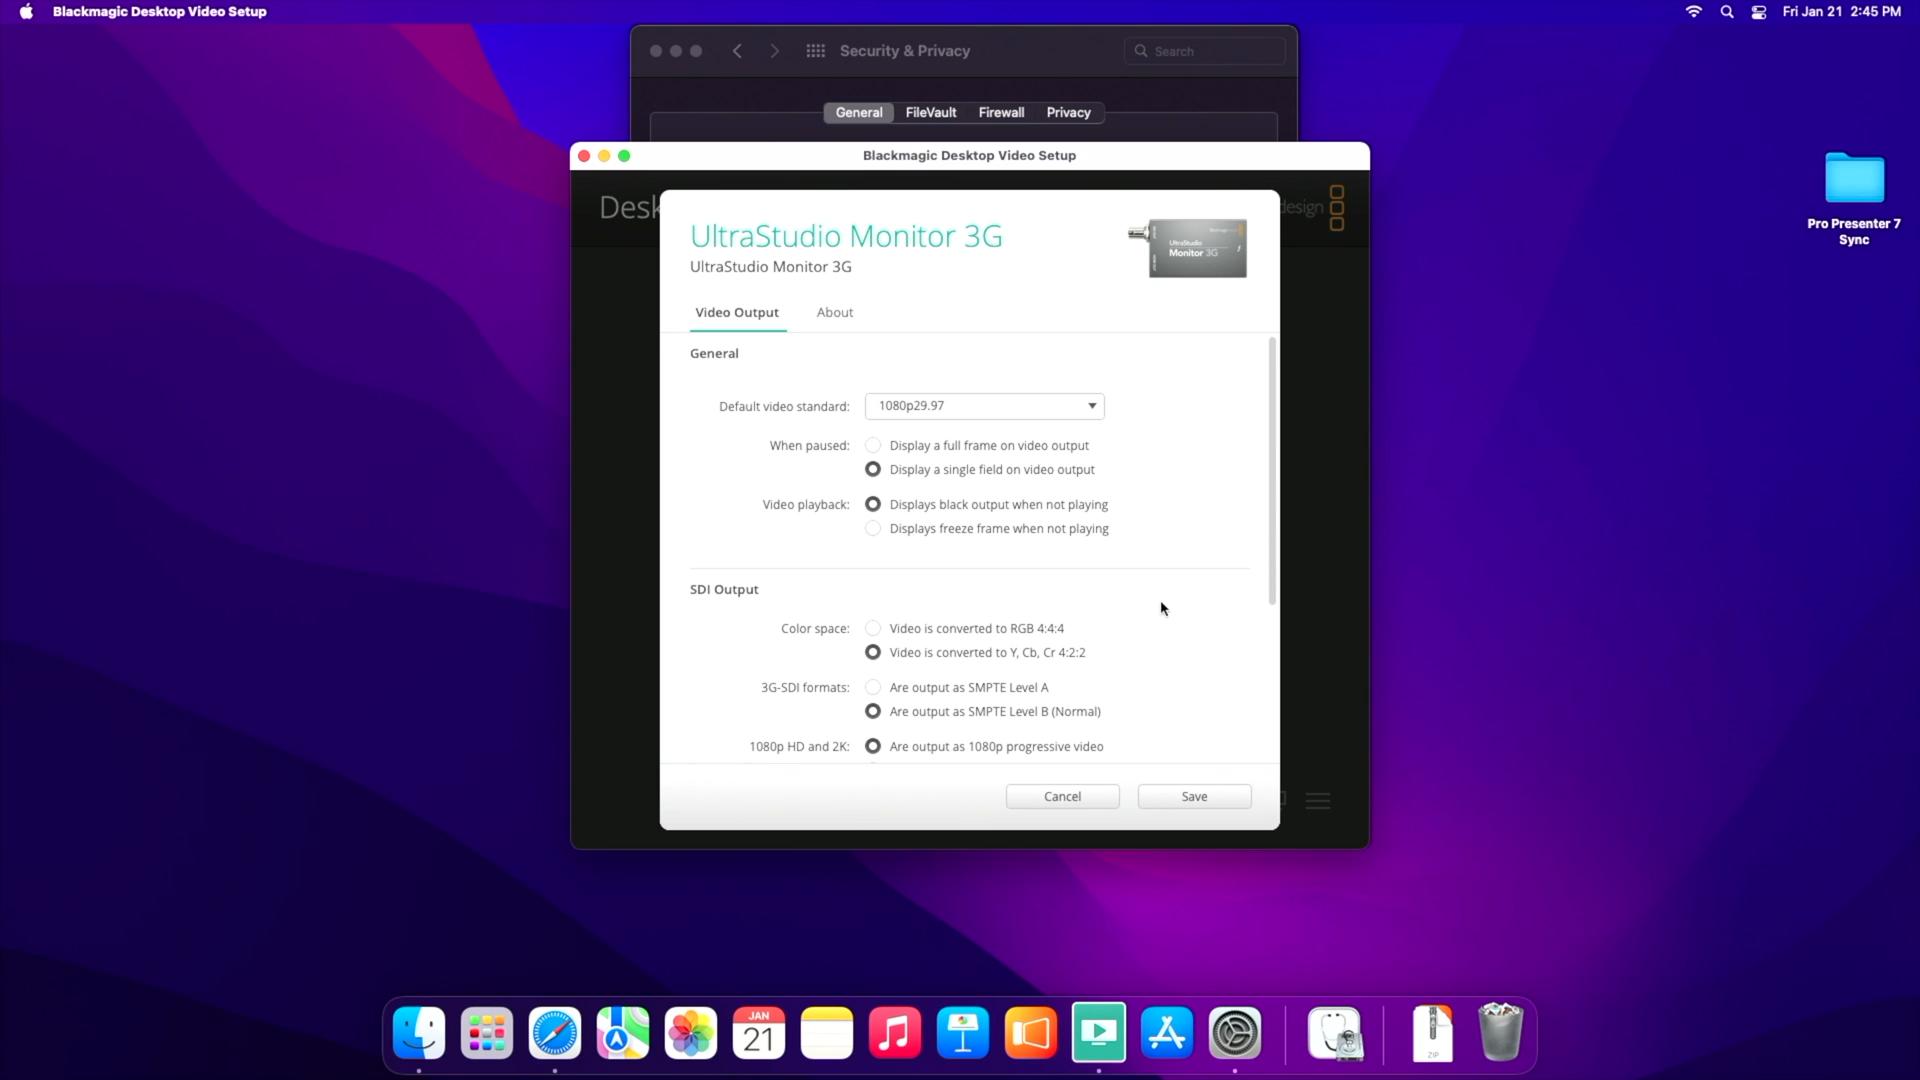 Blackmagic Desktop Video Setup
Fri Jan 21 2:45 PM
Security & Privacy
Search
General FileVault Firewall Privacy
Blackmagic Desktop Video Setup
Desk
design
UltraStudio Monitor 3G
UltraStudio Monitor 3G
UltraStudio
Monitor 3G
Video Output About
General
Default video standard: 1080p29.97
When paused: Display a full frame on video output
Display a single field on video output
Video playback: Displays black output when not playing
Displays freeze frame when not playing
SDI Output
Color space: Video is converted to RGB 4:4:4
Video is converted to Y, Cb, Cr 4:2:2
3G-SDI formats: Are output as SMPTE Level A
Are output as SMPTE Level B (Normal)
1080p HD and 2K: Are output as 1080p progressive video
Cancel Save
Pro Presenter 7
Sync
JAN
21
ZIP